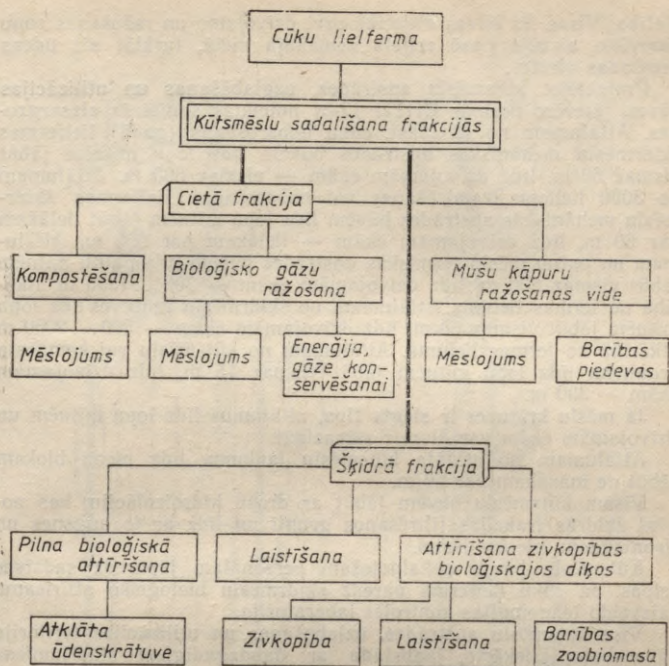 Cūku lielferma
Kūtsmēslu sadalīšana frakcijās
Cietā frakcija
Kompostēšana
Bioloģisko gāzu
ražošana
Mušu kāpuru
ražošanas vide
Mēslojums
Mēslojums
Enerģija,
gāze kon-
servēšanai
Mēslojums
Barības
piedevas
Šķidrā frakcija
Pilna bioloģiskā
attīrīšana
Laistīšana
Attīrīšana zivkopības
bioloģiskajos dīķos
Atklāta
ūdenskrātuve
Zivkopība
Laistīšana
Barības
zoobiomasa